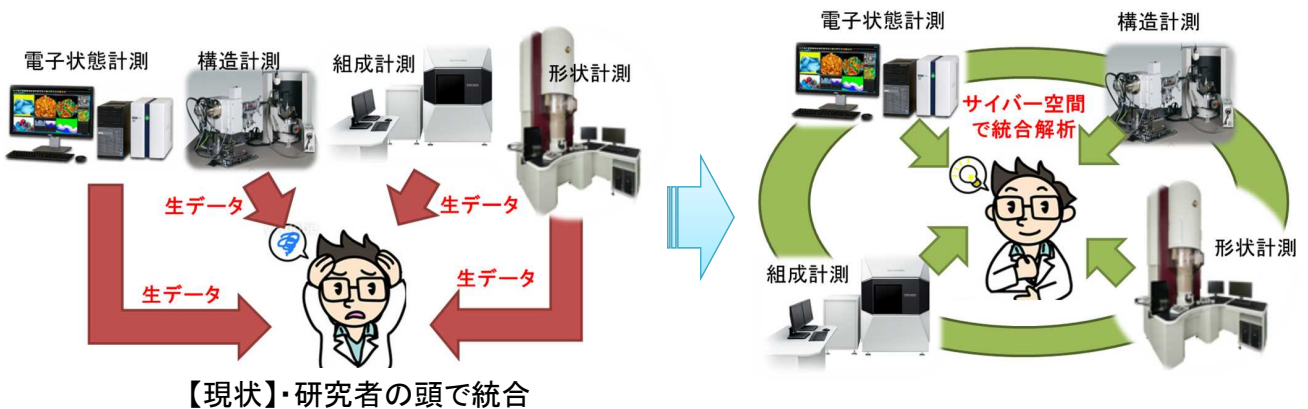 電子状態計測
構造計測
組成計測
形状計測
生データ
生データ
生データ
生データ
【現状】・研究者の頭で統合
電子状態計測
構造計測
サイバー空間
で統合解析
組成計測
形状計測